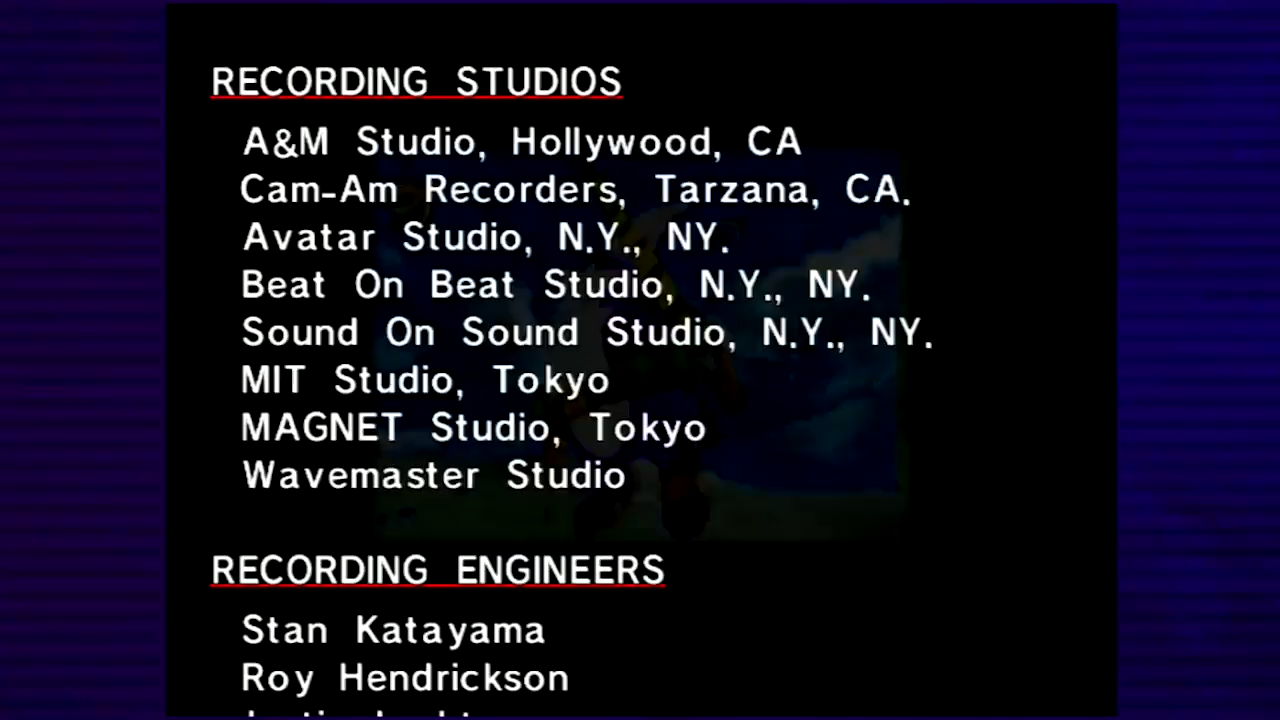 RECORDING STUDIOS
A&M Studio, Hollywood, CA
Cam-Am Recorders, Tarzana, CA.
Avatar Studio, N.Y., NY.
Beat On Beat Studio, N.Y., NY.
Sound On Sound Studio, N.Y., NY.
MIT Studio, Tokyo
MAGNET Studio, Tokyo
Wavemaster Studio
RECORDING ENGINEERS
Stan Katayama
Roy Hendrickson